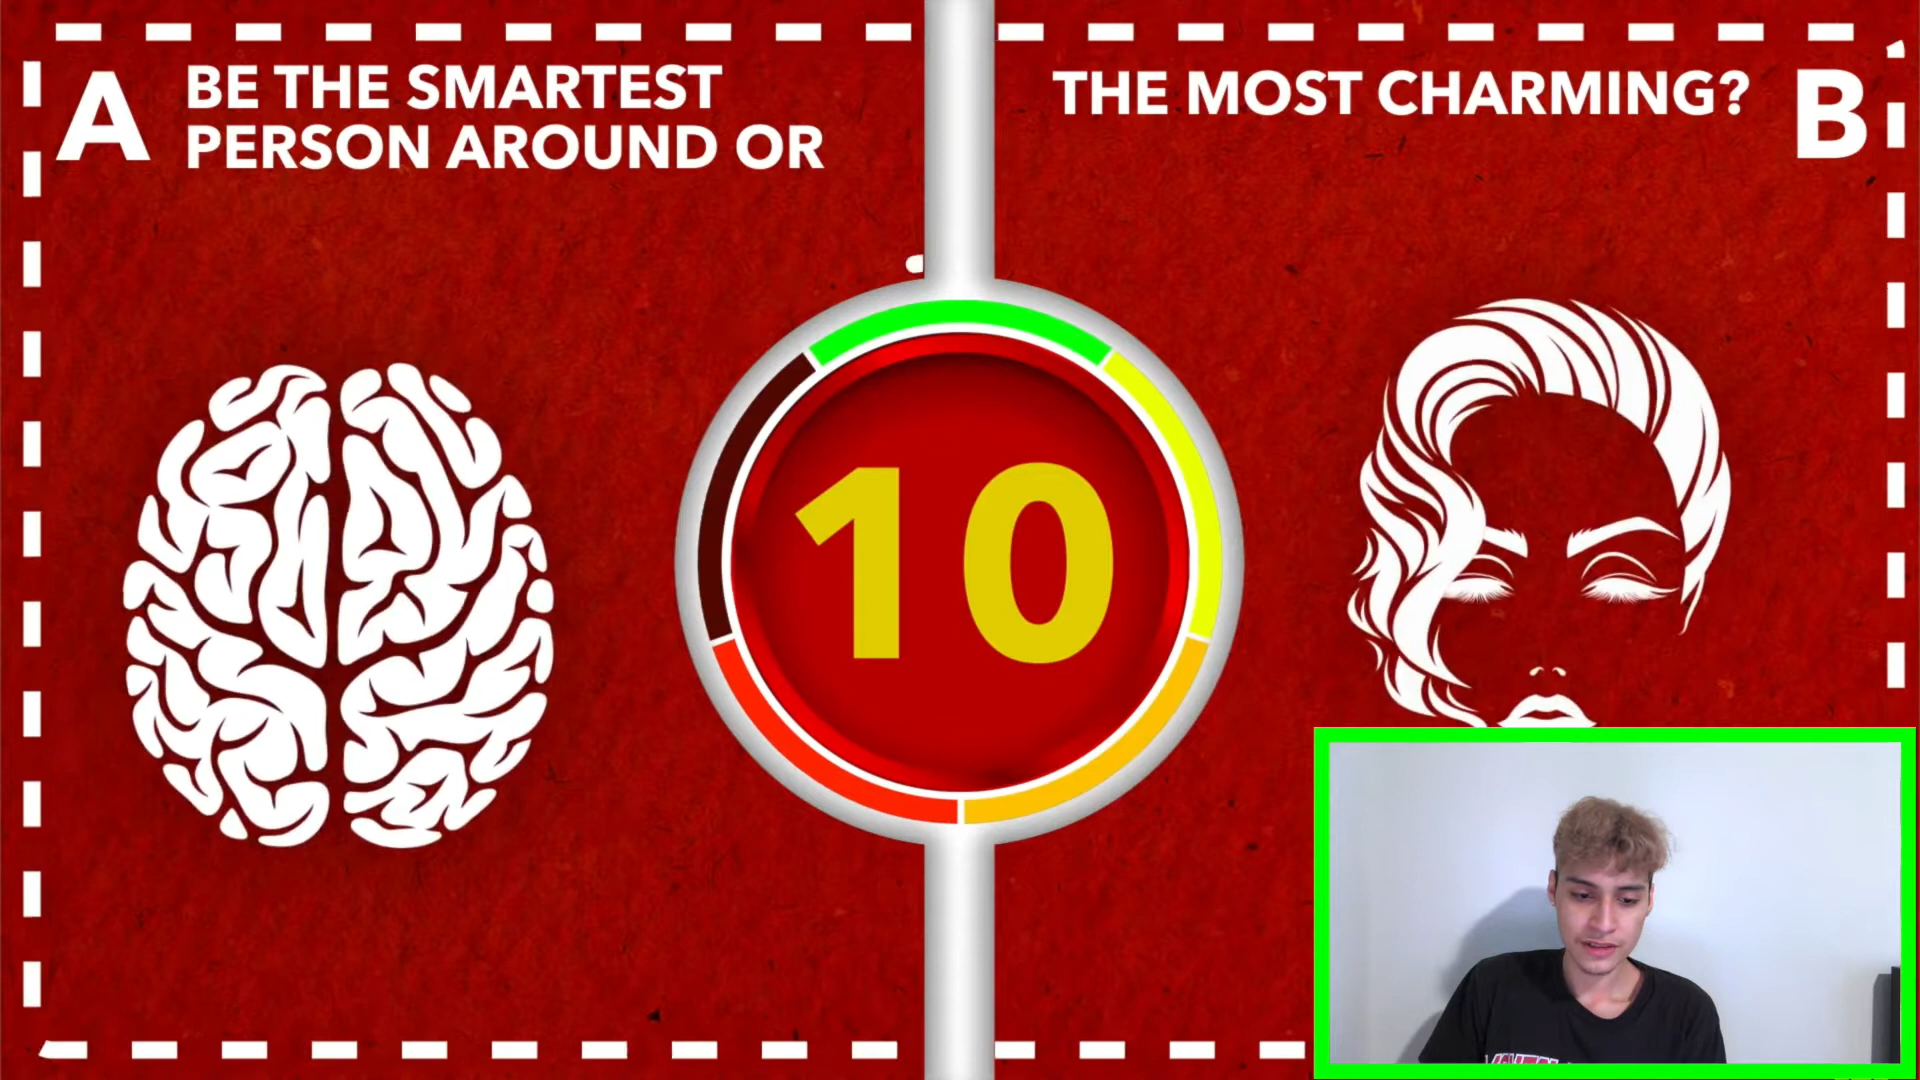 A
BE THE SMARTEST
PERSON AROUND OR
THE MOST CHARMING?
B
10